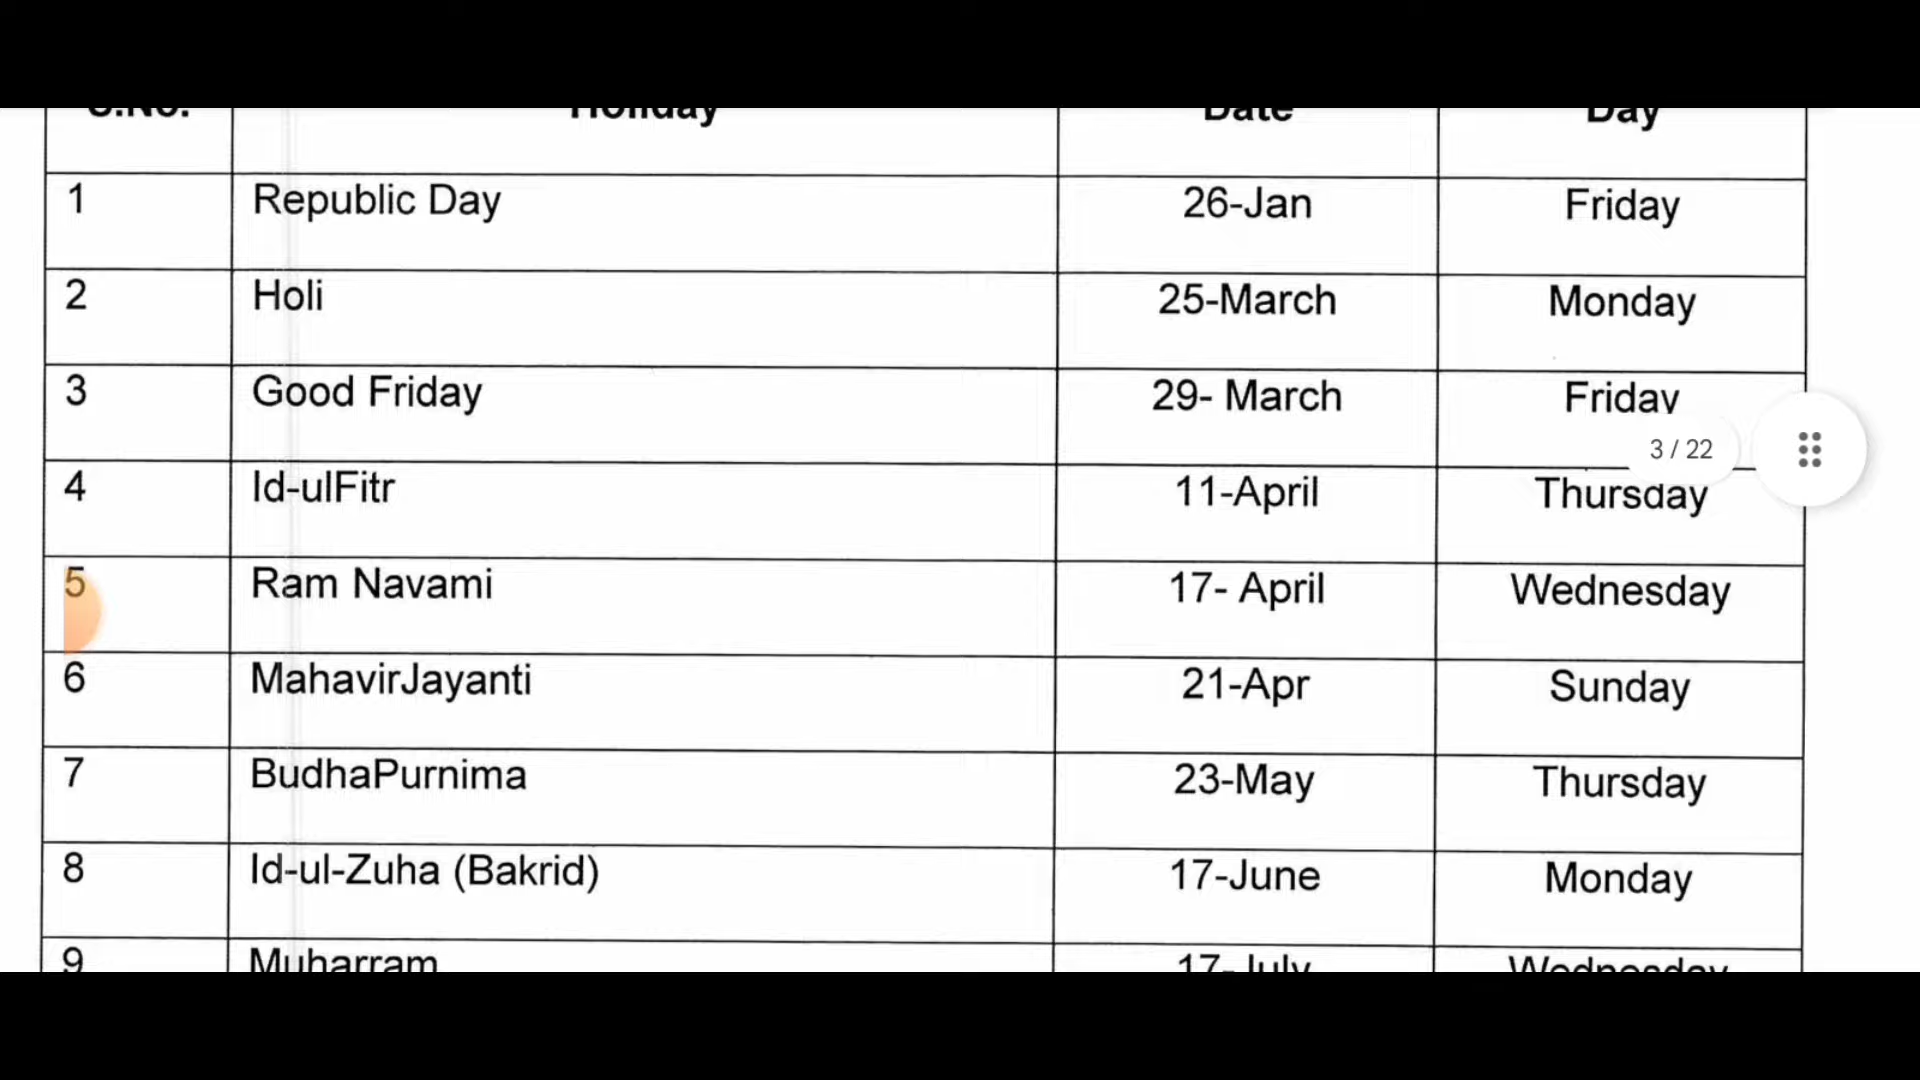 S.No. Holiday Date Day
1 Republic Day 26-Jan Friday
2 Holi 25-March Monday
3 Good Friday 29- March Friday
3 / 22
4 Id-ulFitr 11-April Thursday
5 Ram Navami 17- April Wednesday
6 MahavirJayanti 21-Apr Sunday
7 BudhaPurnima 23-May Thursday
8 Id-ul-Zuha (Bakrid) 17-June Monday
9 Muharram 17- July Wednesday